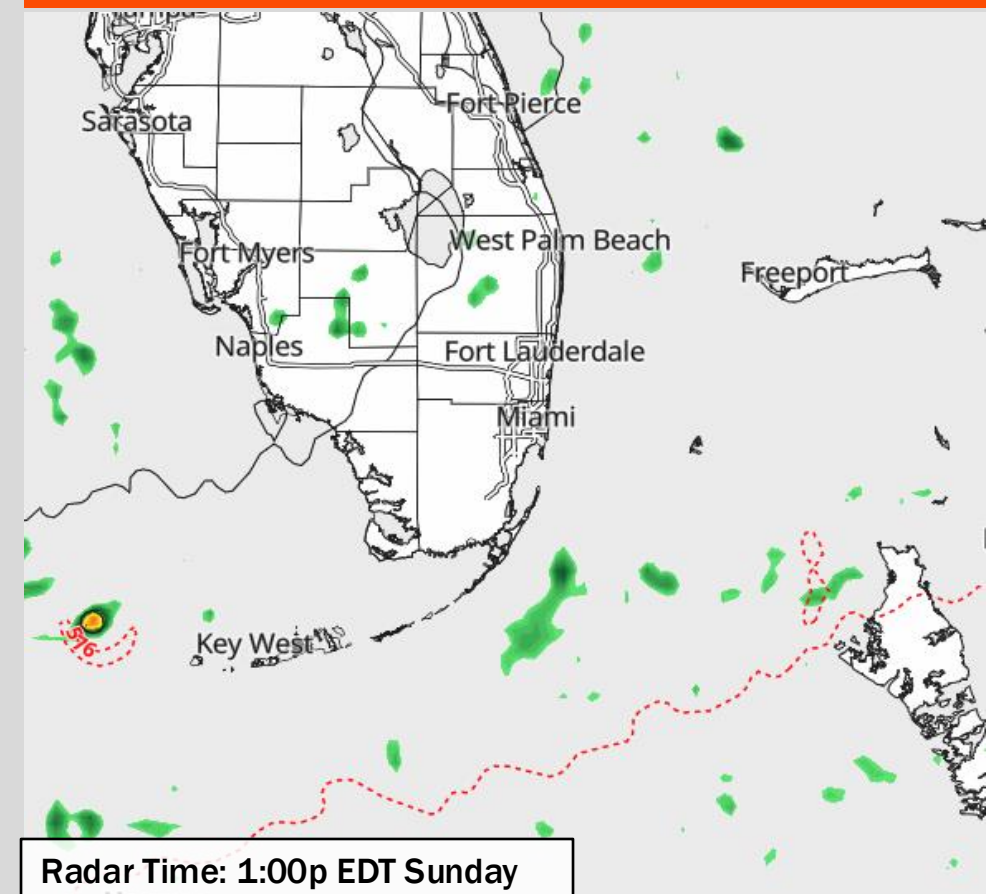 Fort Pierce
Sarasota
West Palm Beach
Fort Myers
Freeport
Naples
Fort Lauderdale
Miami
576
Key West
Radar Time: 1:00p EDT Sunday